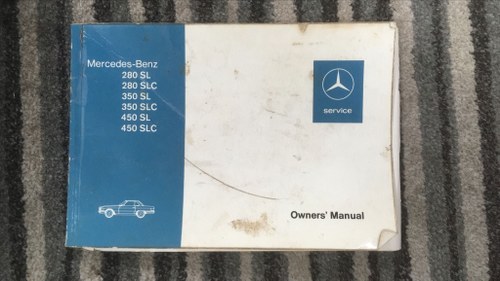 Mercedes-Benz
280 SL
280 SLC
350 SL
350 SLC
450 SL
450 SLC
service
Owners' Manual